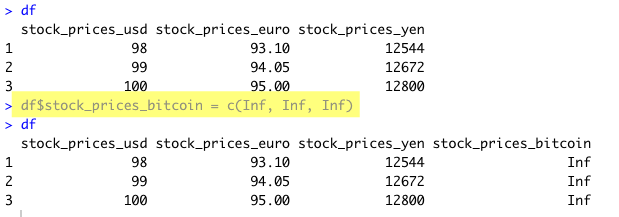 > df
stock_prices_usd stock_prices_euro stock_prices_yen
1 98 93.10 12544
2 99 94.05 12672
3 100 95.00 12800
> df$stock_prices_bitcoin = c(Inf, Inf, Inf)
> df
stock_prices_usd stock_prices_euro stock_prices_yen stock_prices_bitcoin
1 98 93.10 12544 Inf
2 99 94.05 12672 Inf
3 100 95.00 12800 Inf